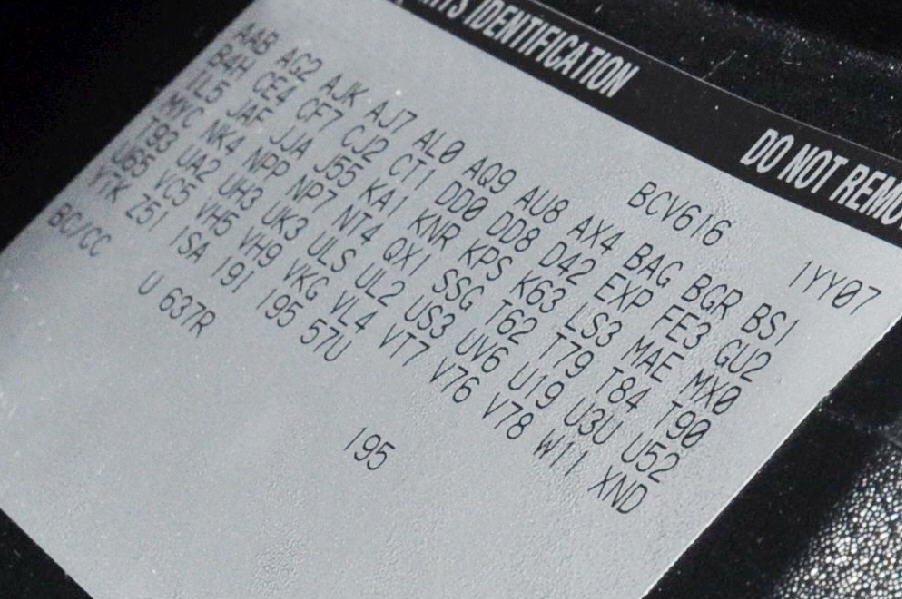 IDENTIFICATION DO NOT REMO
BCV616 1YY07
AAB AG2 AJK AJ7 AL0 AQ9 AU8 AX4 BAG BGR BS1
B4H CE4 CF7 CJ2 CT1 DD0 DD8 D42 EXP FE3 GU2
IL5 JAF JJA J55 KA1 KNR KPS K63 LS3 MAE MX0
MYC NK4 NPP NP7 NT4 QX1 SSG T62 T79 T84 T90
T93 UA2 UH3 UK3 ULS UL2 US3 UV6 U19 U3U U52
U65 VC5 VH5 VH9 VKG VL4 VT7 V76 V78 W11 XND
Z51 1SA 191 195 57U
BC/CC U 637R
195